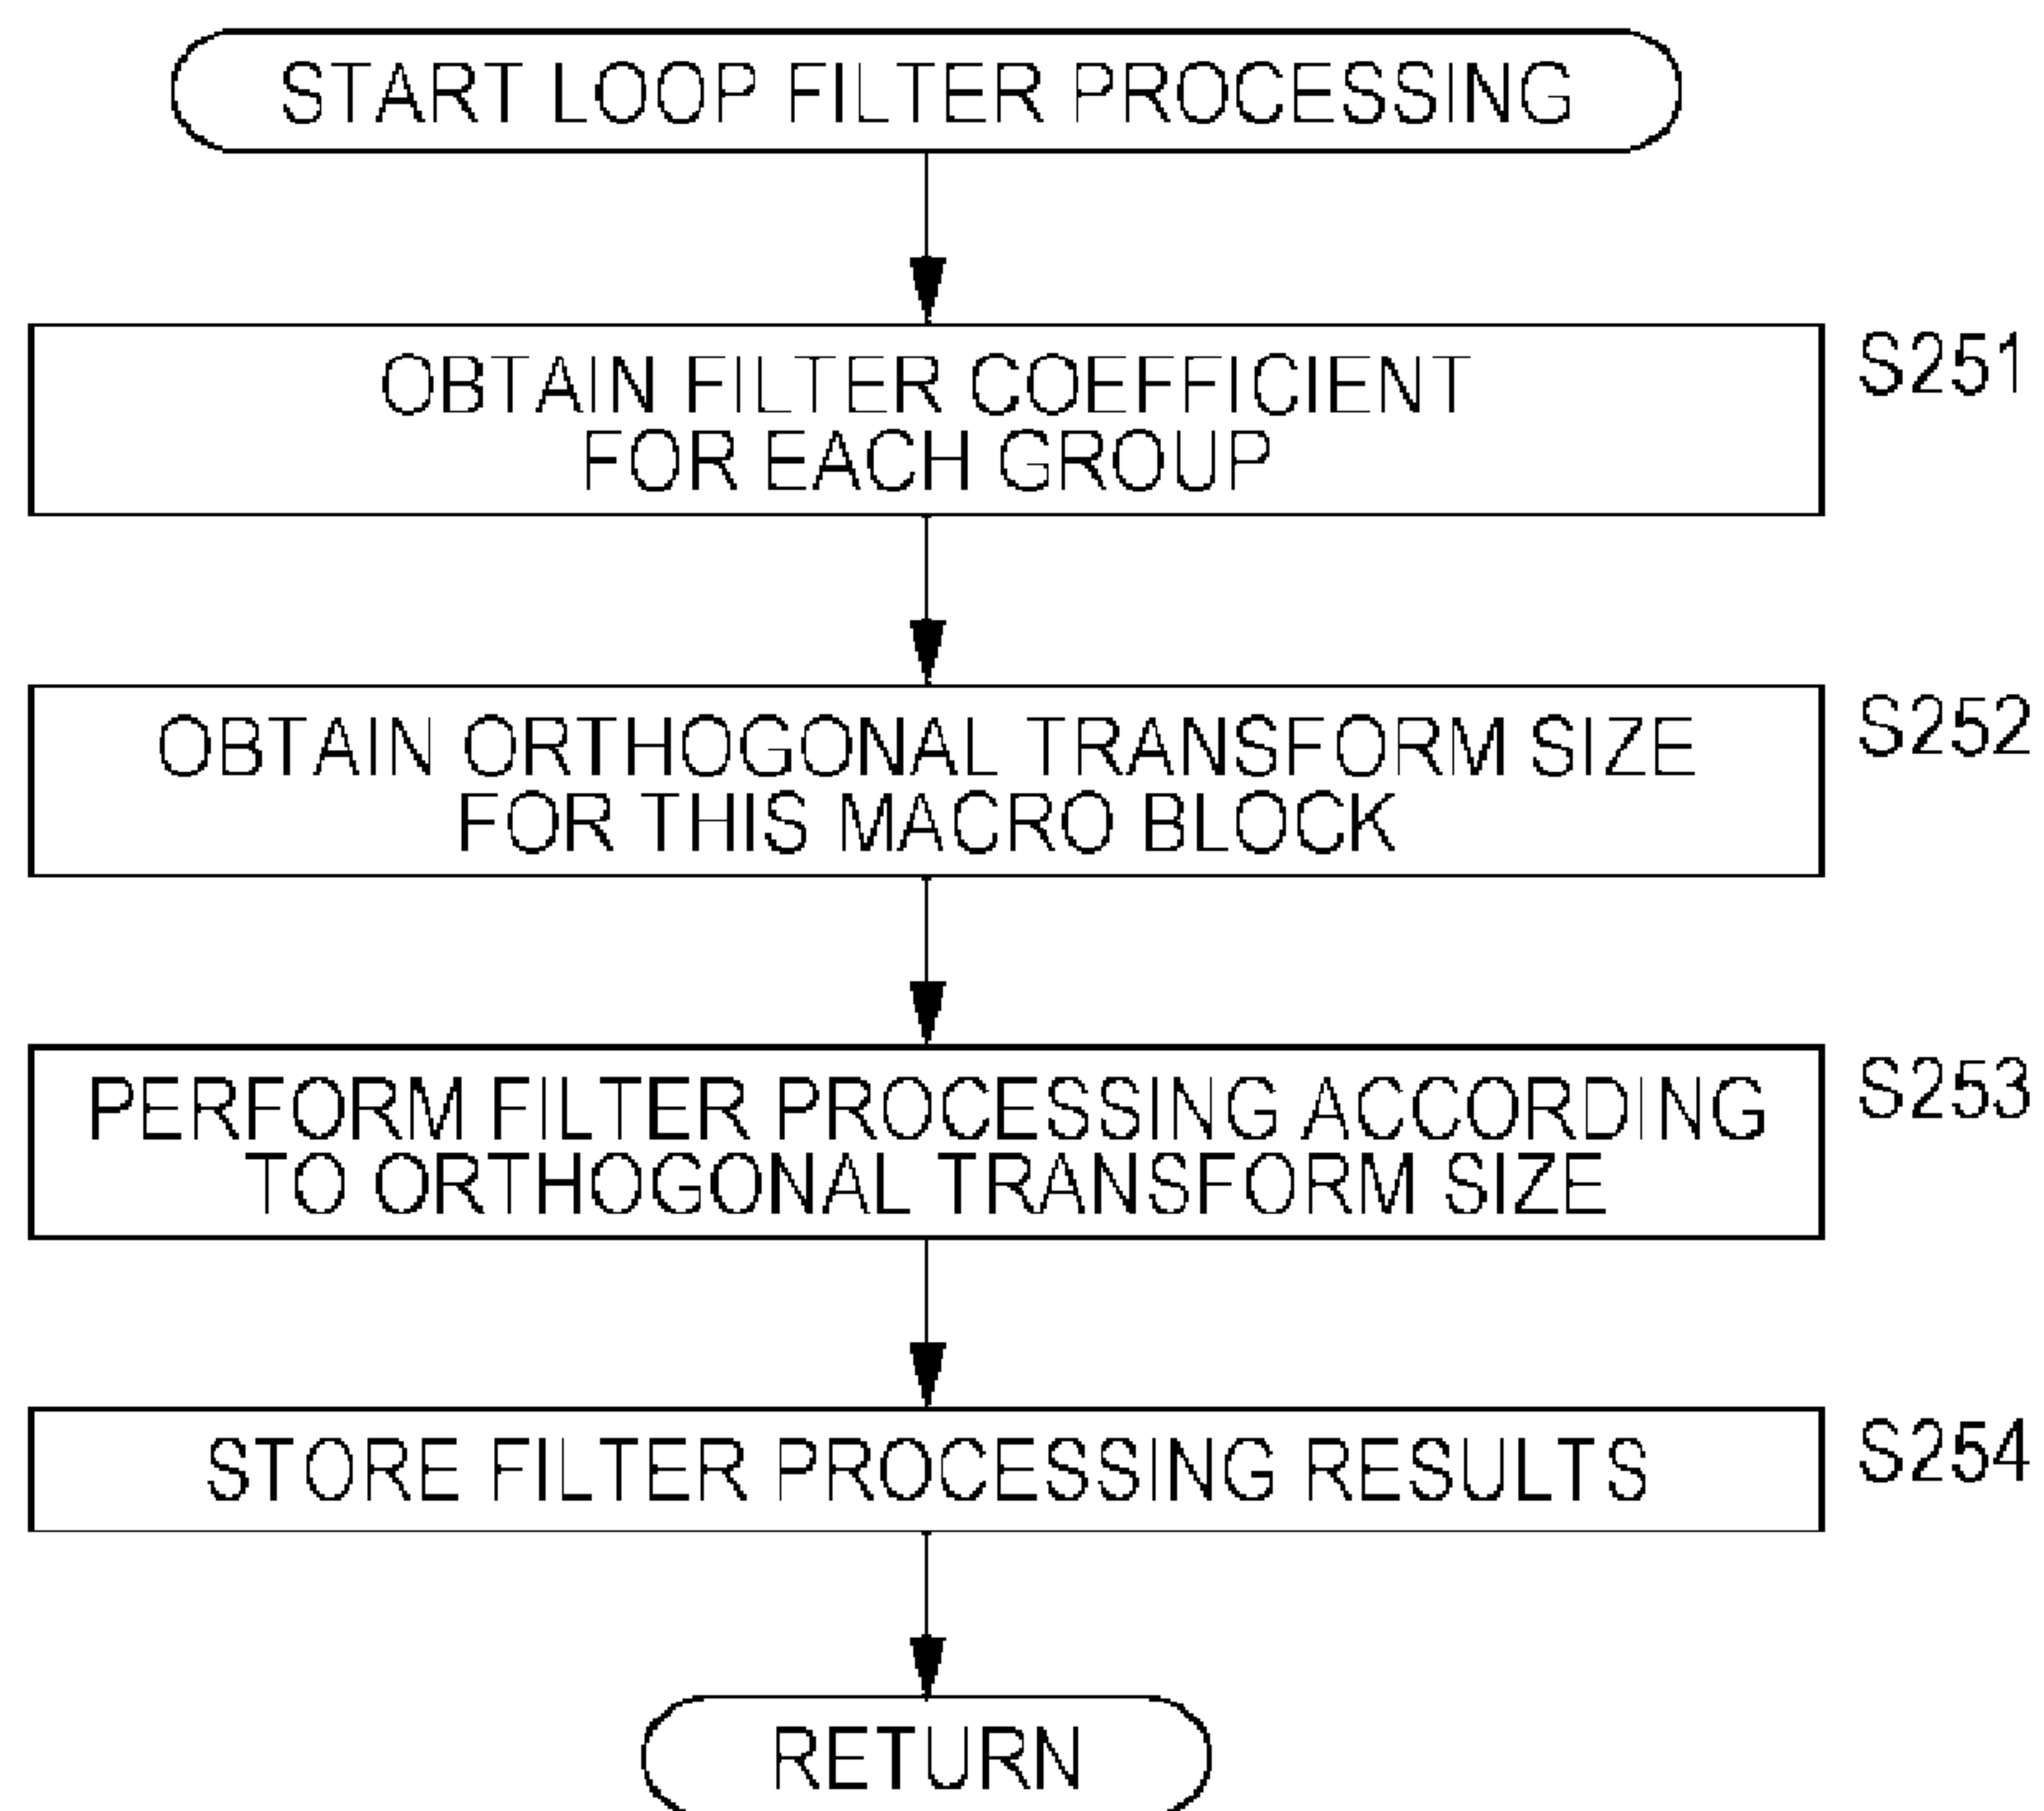 START LOOP FILTER PROCESSING
OBTAIN FILTER COEFFICIENT
FOR EACH GROUP
S251
OBTAIN ORTHOGONAL TRANSFORM SIZE
FOR THIS MACRO BLOCK
S252
PERFORM FILTER PROCESSING ACCORDING
TO ORTHOGONAL TRANSFORM SIZE
S253
STORE FILTER PROCESSING RESULTS
S254
RETURN